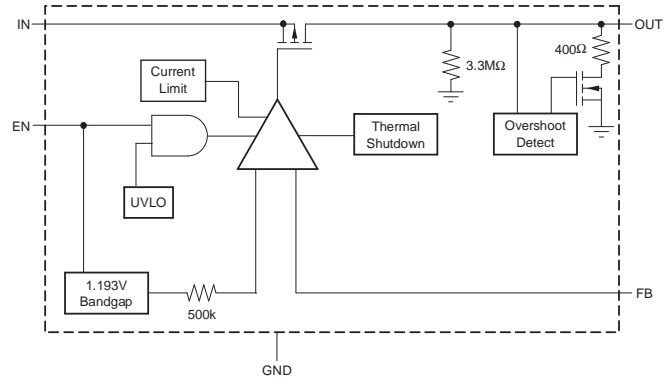 IN
OUT
400Ω
3.3MΩ
Current
Limit
EN
Thermal
Shutdown
Overshoot
Detect
UVLO
1.193V
Bandgap
500k
FB
GND